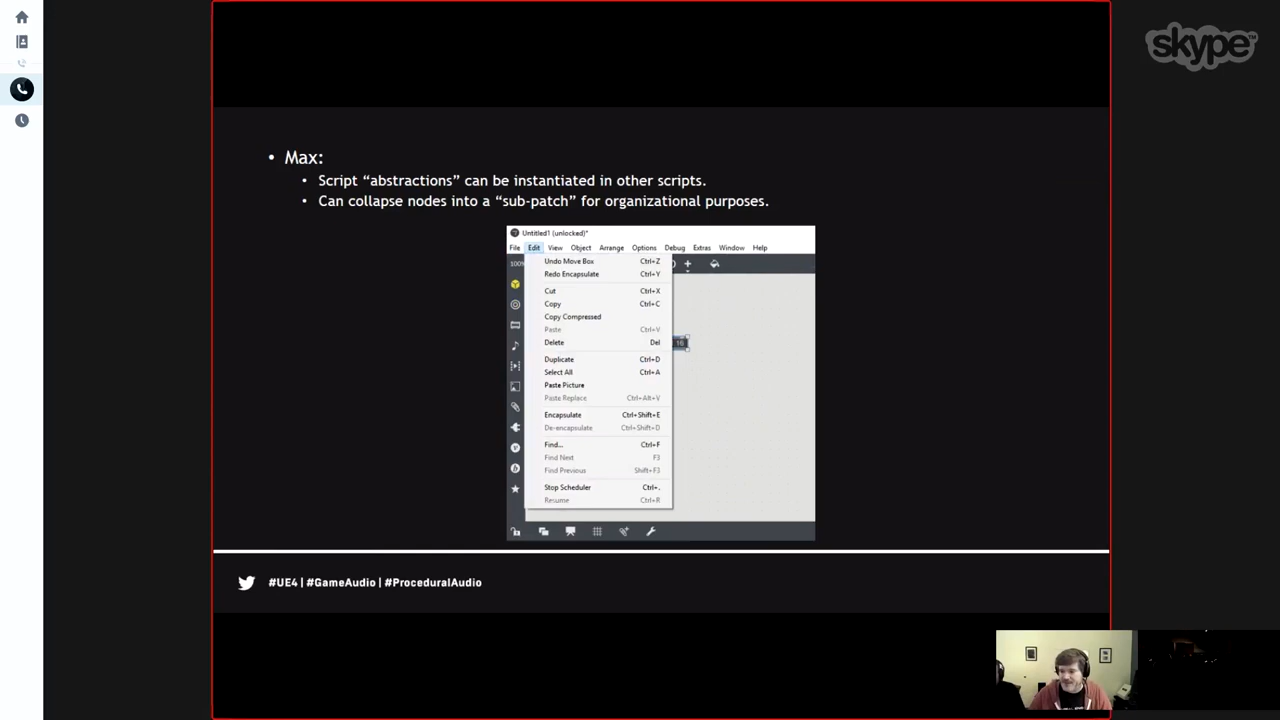 skype™
• Max:
• Script “abstractions” can be instantiated in other scripts.
• Can collapse nodes into a “sub-patch” for organizational purposes.
Untitled1 (unlocked)*
File Edit View Object Arrange Options Debug Extras Window Help
100%
Undo Move Box Ctrl+Z
Redo Encapsulate Ctrl+Y
Cut Ctrl+X
Copy Ctrl+C
Copy Compressed
Paste Ctrl+V
Delete Del
16
Duplicate Ctrl+D
Select All Ctrl+A
Paste Picture
Paste Replace Ctrl+Alt+V
Encapsulate Ctrl+Shift+E
De-encapsulate Ctrl+Shift+D
Find... Ctrl+F
Find Next F3
Find Previous Shift+F3
Stop Scheduler Ctrl+.
Resume Ctrl+R
#UE4 | #GameAudio | #ProceduralAudio